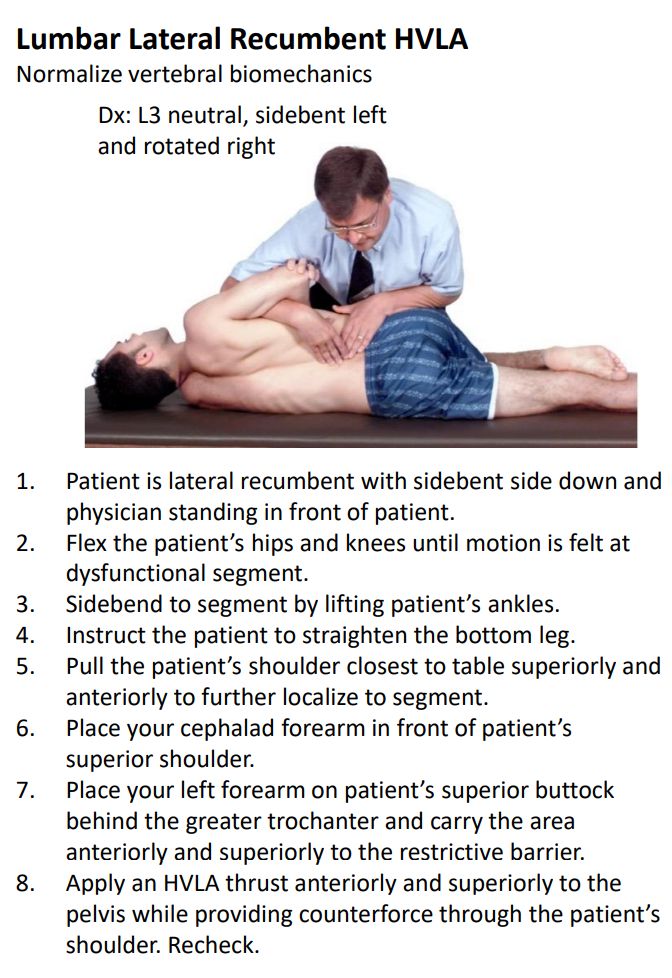 Lumbar Lateral Recumbent HVLA
Normalize vertebral biomechanics
Dx: L3 neutral, sidebent left
and rotated right
1. Patient is lateral recumbent with sidebent side down and
physician standing in front of patient.
2. Flex the patient’s hips and knees until motion is felt at
dysfunctional segment.
3. Sidebend to segment by lifting patient’s ankles.
4. Instruct the patient to straighten the bottom leg.
5. Pull the patient’s shoulder closest to table superiorly and
anteriorly to further localize to segment.
6. Place your cephalad forearm in front of patient’s
superior shoulder.
7. Place your left forearm on patient’s superior buttock
behind the greater trochanter and carry the area
anteriorly and superiorly to the restrictive barrier.
8. Apply an HVLA thrust anteriorly and superiorly to the
pelvis while providing counterforce through the patient’s
shoulder. Recheck.